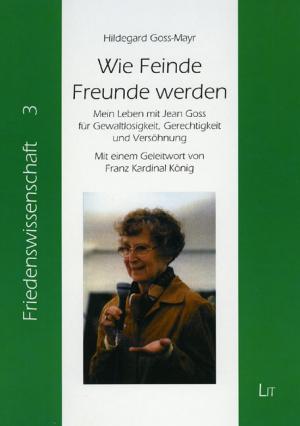 Hildegard Goss-Mayr
Wie Feinde
Freunde werden
Mein Leben mit Jean Goss
für Gewaltlosigkeit, Gerechtigkeit
und Versöhnung
Mit einem Geleitwort von
Franz Kardinal König
Friedenswissenschaft 3
LIT